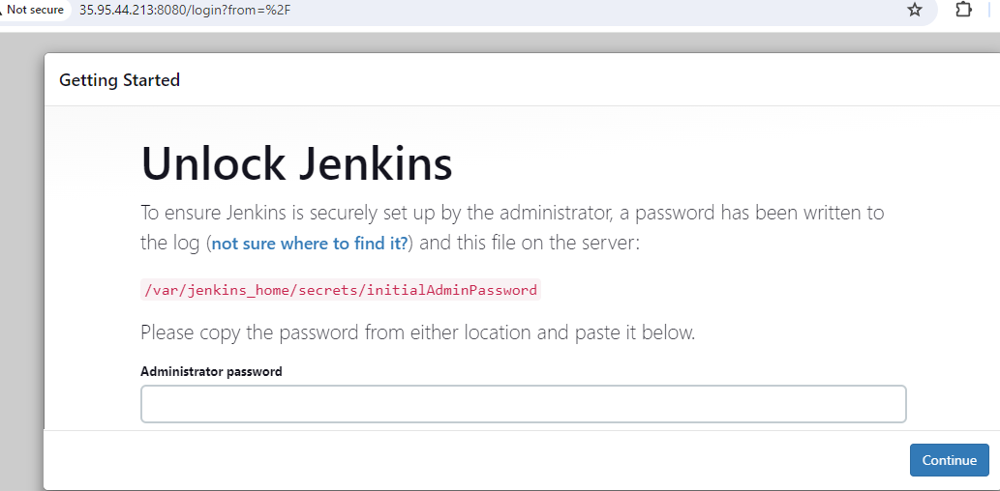 Not secure 35.95.44.213:8080/login?from=%2F
Getting Started
Unlock Jenkins
To ensure Jenkins is securely set up by the administrator, a password has been written to
the log (not sure where to find it?) and this file on the server:
/var/jenkins_home/secrets/initialAdminPassword
Please copy the password from either location and paste it below.
Administrator password
Continue